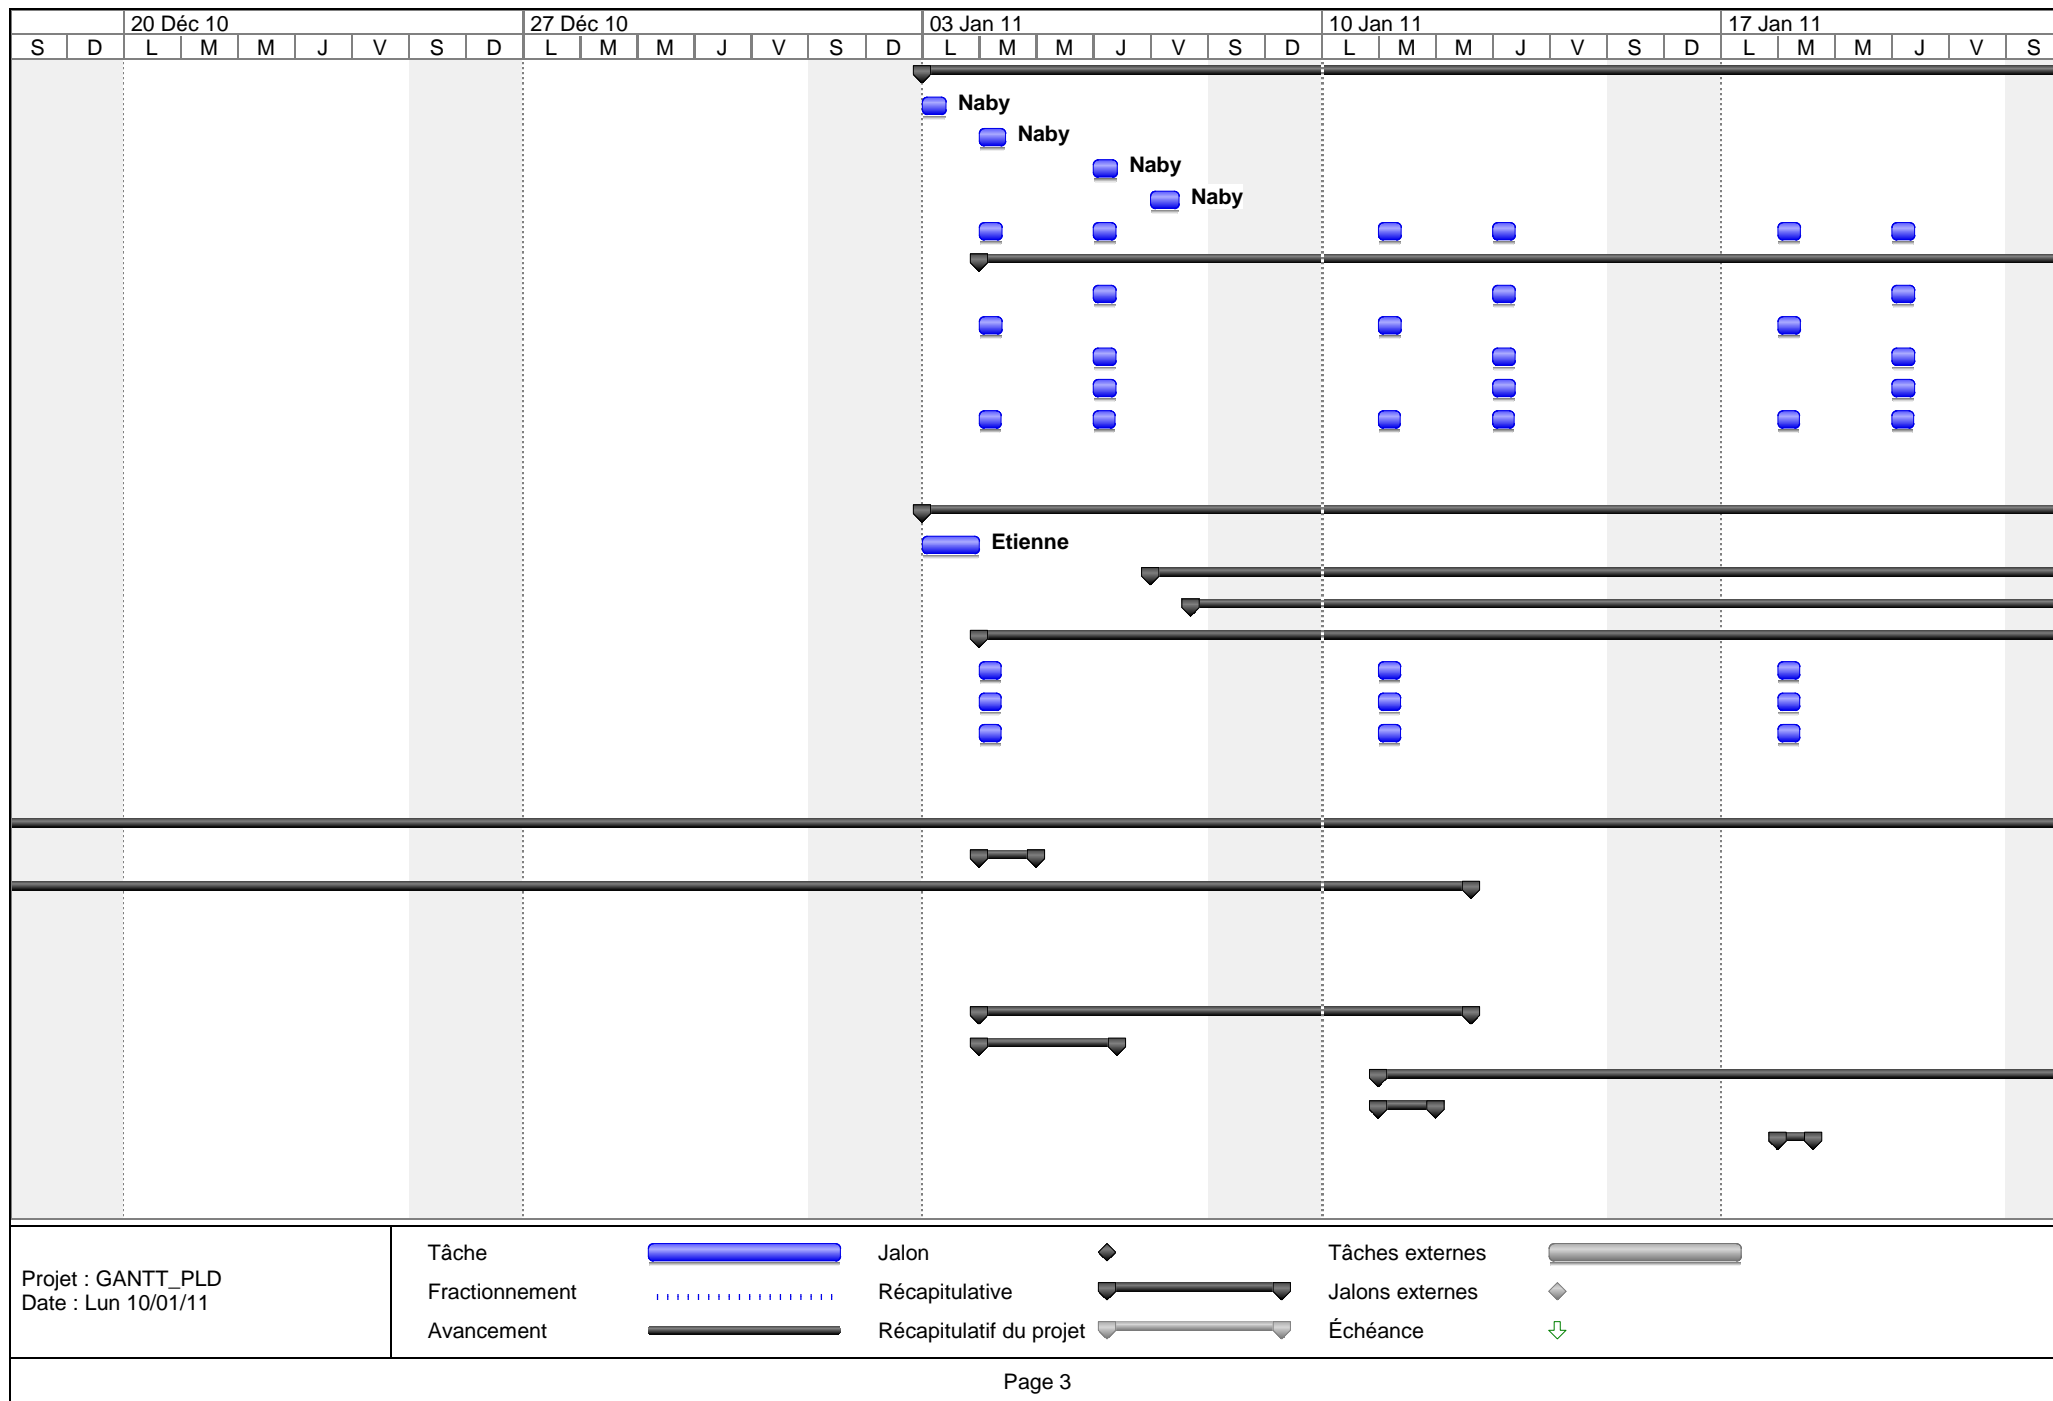 20 Déc 10 27 Déc 10 03 Jan 11 10 Jan 11 17 Jan 11
S D L M M J V S D L M M J V S D L M M J V S D L M M J V S D L M M J V S
Naby
Naby
Naby
Naby
Etienne
Projet : GANTT_PLD
Date : Lun 10/01/11
Tâche Jalon Tâches externes
Fractionnement Récapitulative Jalons externes
Avancement Récapitulatif du projet Échéance
Page 3